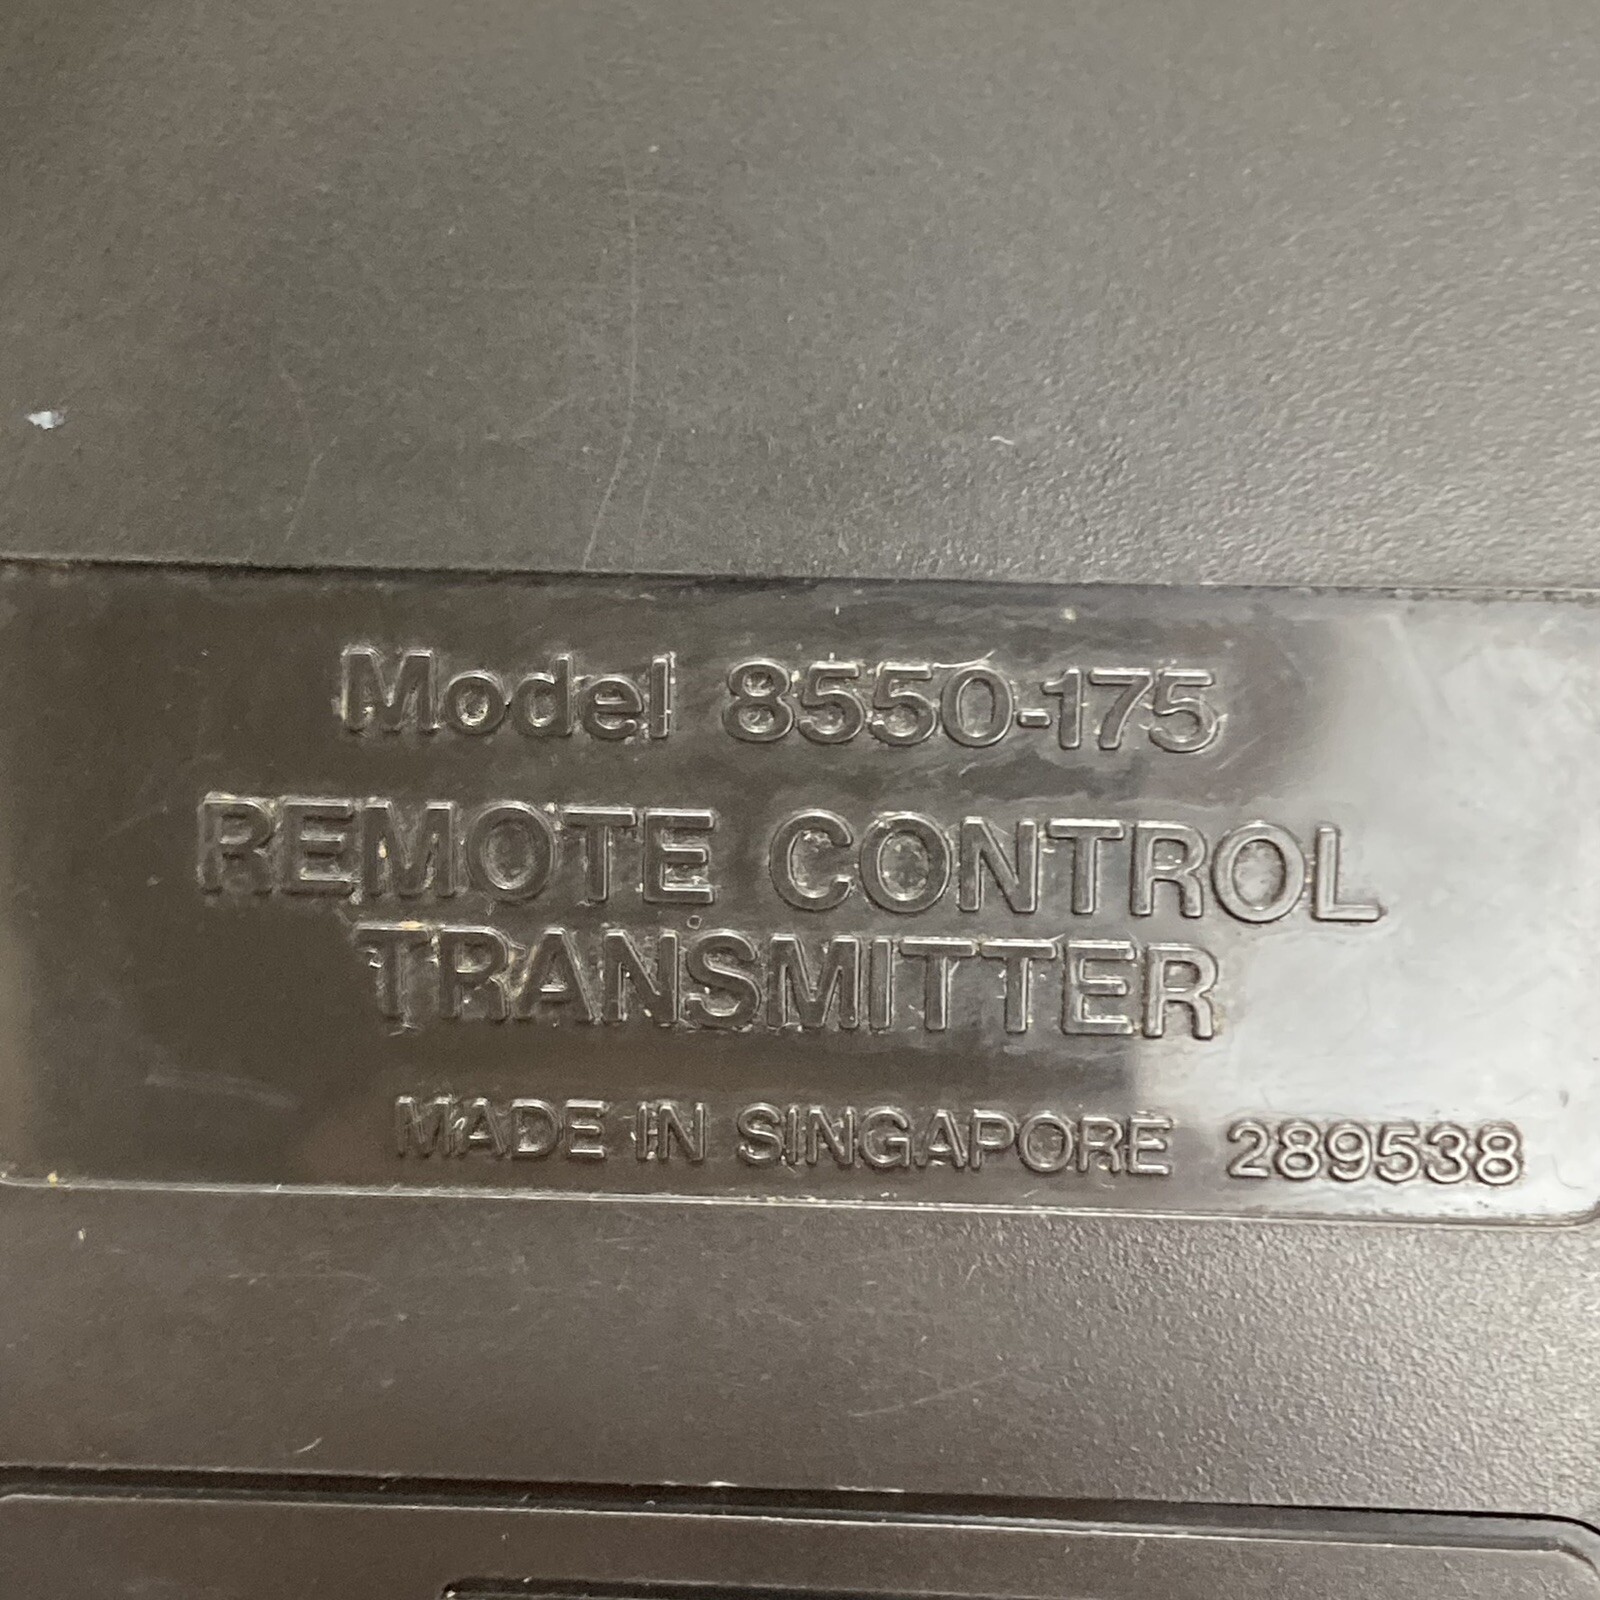 Model 8550-175
REMOTE CONTROL
TRANSMITTER
MADE IN SINGAPORE 289538